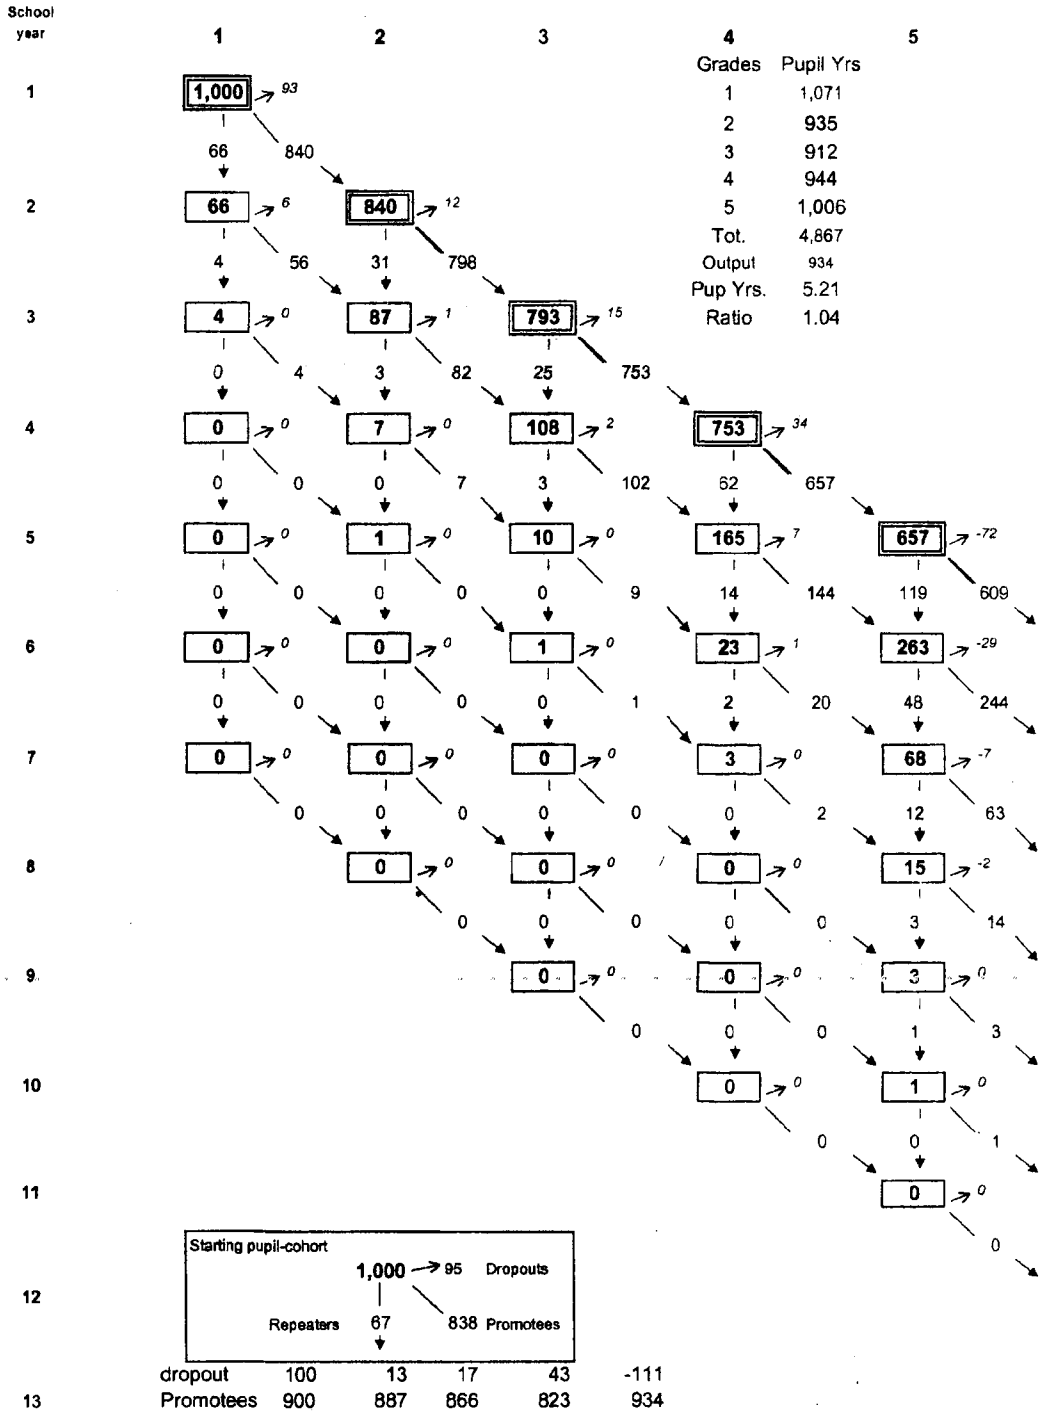 School
year 1 2 3 4 5
Grades Pupil Yrs
1 1,000 93 1 1,071
2 935
66 840 3 912
4 944
2 66 6 840 12 5 1,006
Tot. 4,867
4 56 31 798 Output 934
Pup Yrs. 5.21
3 4 0 87 1 793 15 Ratio 1.04
0 4 3 82 25 753
4 0 0 7 0 108 2 753 34
0 0 0 7 3 102 62 657
5 0 0 1 0 10 0 165 7 657 -72
0 0 0 0 0 9 14 144 119 609
6 0 0 0 0 1 0 23 1 263 -29
0 0 0 0 0 1 2 20 48 244
7 0 0 0 0 0 0 3 0 68 -7
0 0 0 0 0 0 2 12 63
8 0 0 0 0 0 0 15 -2
0 0 0 0 0 3 14
9 0 0 0 0 3 0
0 0 0 1 3
10 0 0 1 0
0 0 1
11 0 0
0
Starting pupil-cohort
1,000 95 Dropouts
12
Repeaters 67 838 Promotees
dropout 100 13 17 43 -111
13 Promotees 900 887 866 823 934